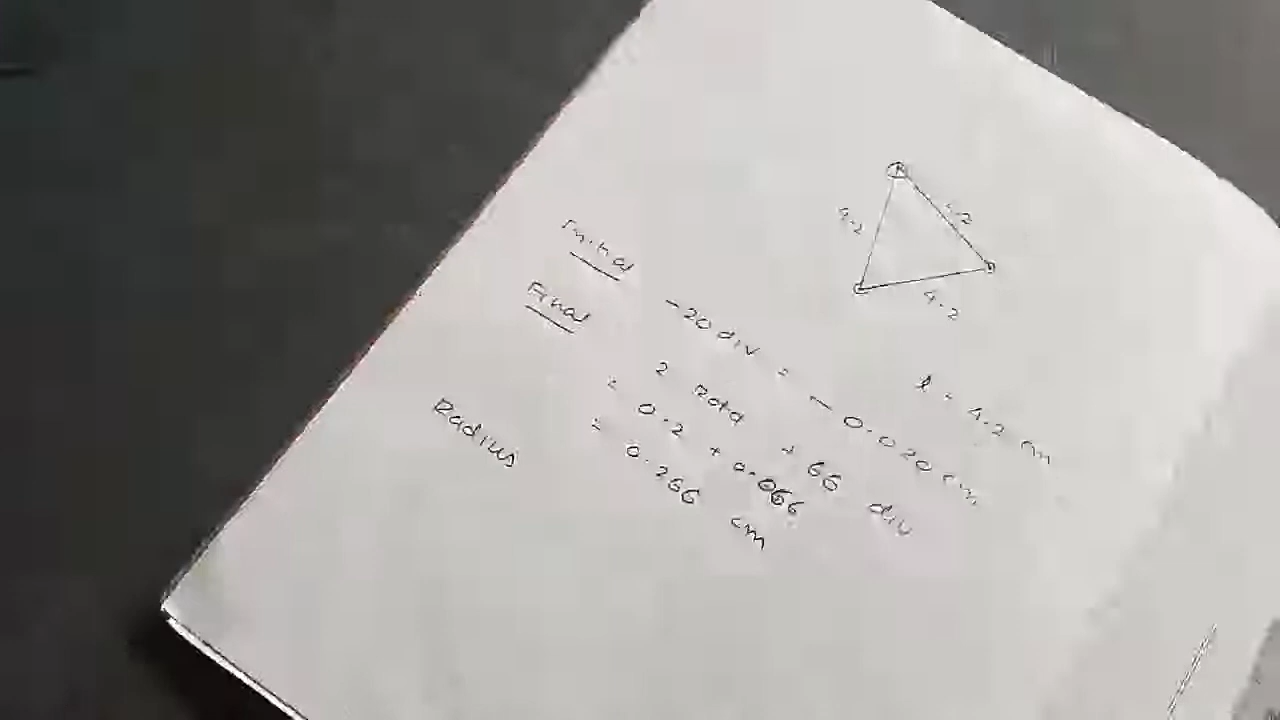 R
4.2
4.2
4.2
l = 4.2 cm
Initial -20 div = -0.020 cm
Final 2 Rotd + 66 div
= 0.2 + 0.066
= 0.266 cm
Radius